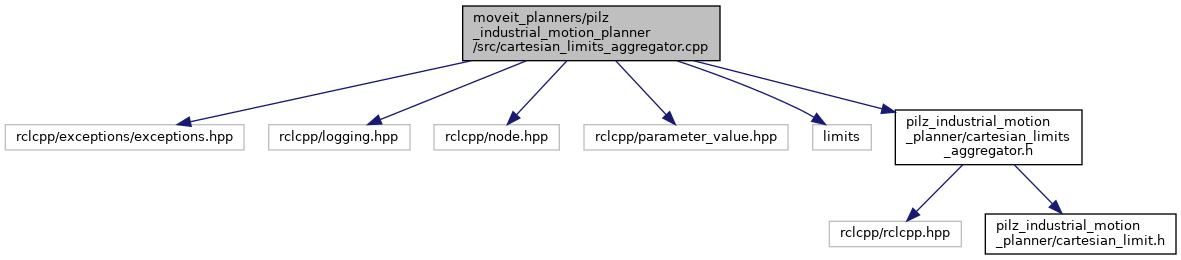 moveit_planners/pilz
_industrial_motion_planner
/src/cartesian_limits_aggregator.cpp
rclcpp/exceptions/exceptions.hpp
rclcpp/logging.hpp
rclcpp/node.hpp
rclcpp/parameter_value.hpp
limits
pilz_industrial_motion
_planner/cartesian_limits
_aggregator.h
rclcpp/rclcpp.hpp
pilz_industrial_motion
_planner/cartesian_limit.h